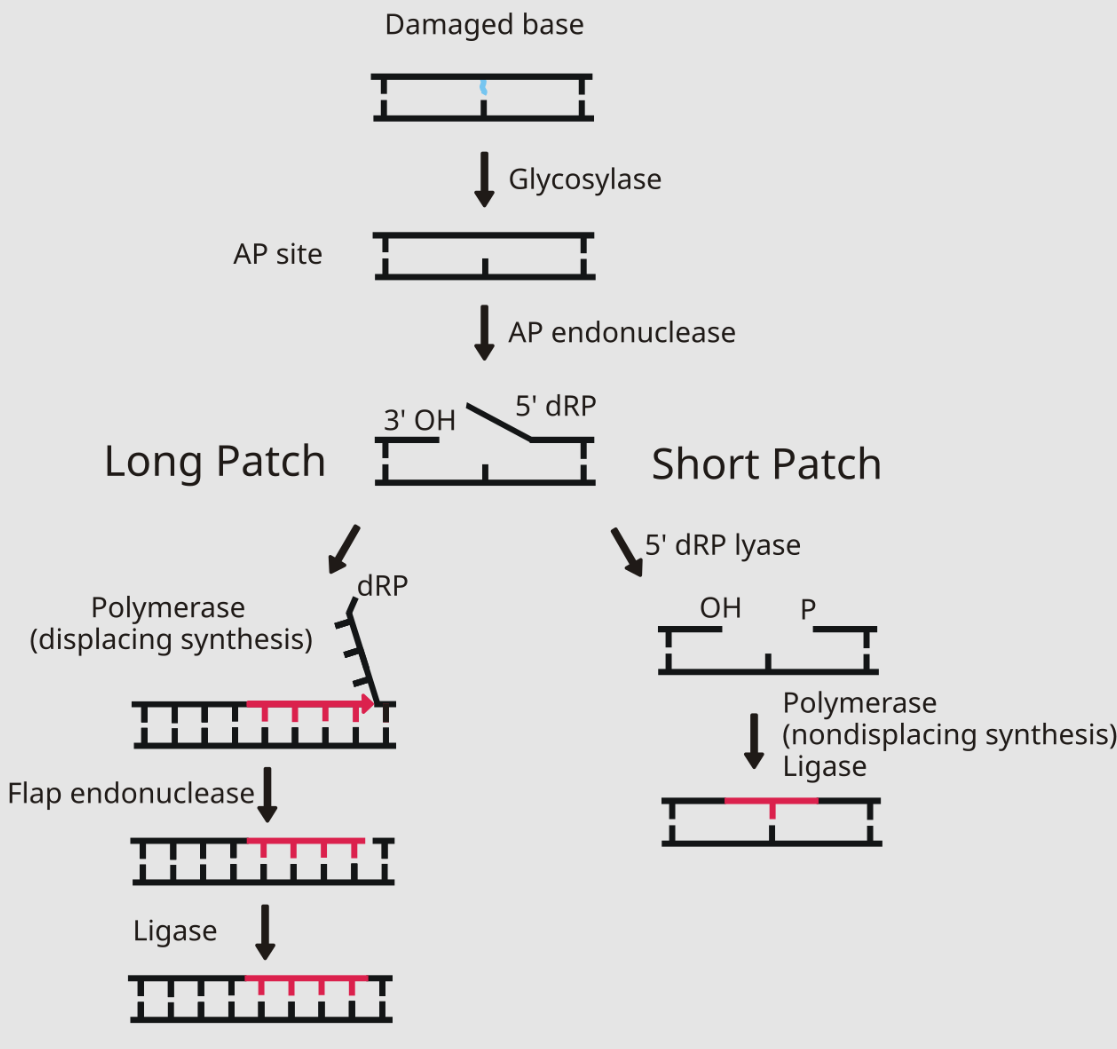 Damaged base
Glycosylase
AP site
AP endonuclease
3' OH
5' dRP
Long Patch
Short Patch
5' dRP lyase
dRP
Polymerase
(displacing synthesis)
OH
P
Polymerase
(nondisplacing synthesis)
Ligase
Flap endonuclease
Ligase